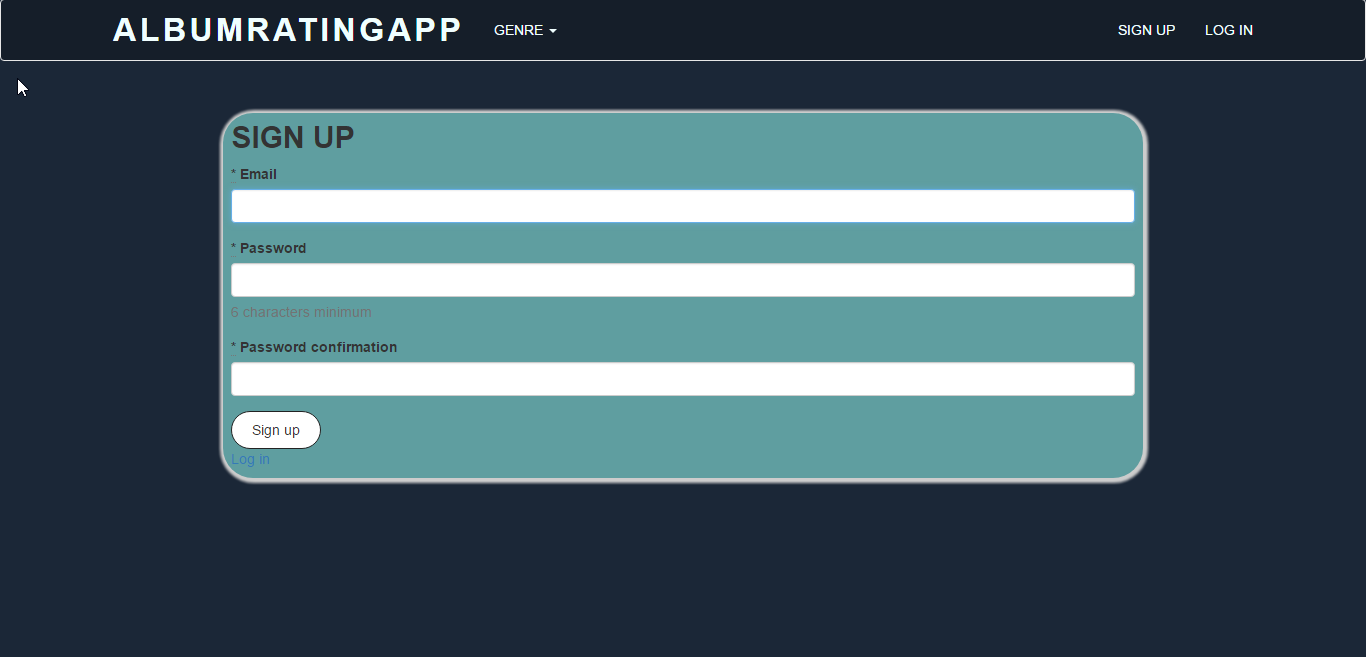 ALBUMRATINGAPP GENRE SIGN UP LOG IN
SIGN UP
* Email
* Password
6 characters minimum
* Password confirmation
Sign up
Log in